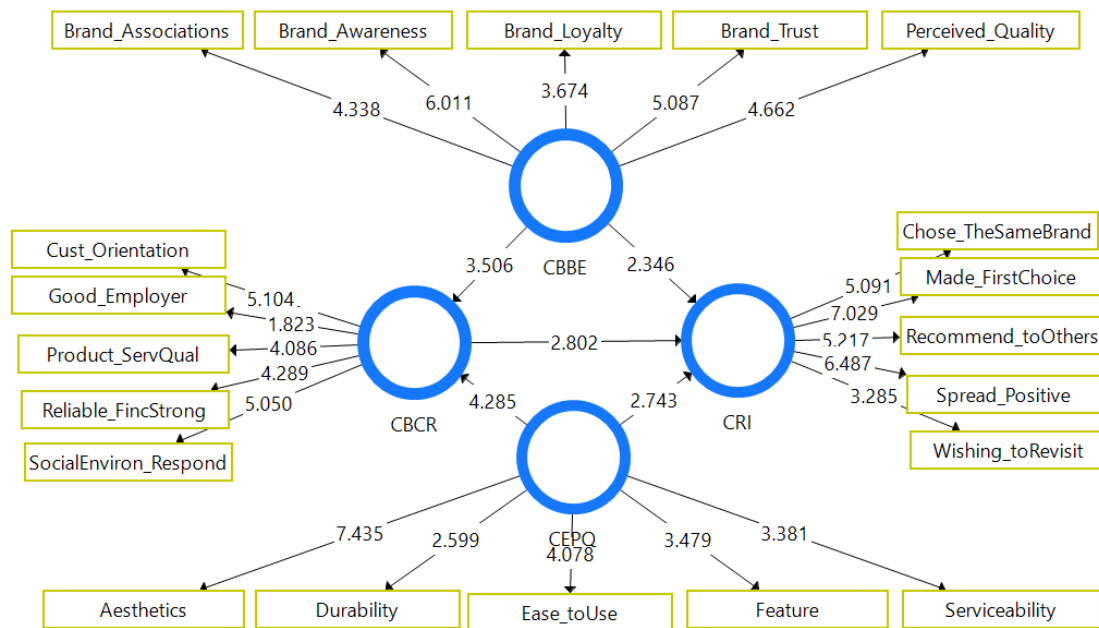 Brand_Associations
Brand_Awareness
Brand_Loyalty
Brand_Trust
Perceived_Quality
4.338
6.011
3.674
5.087
4.662
Cust_Orientation
Good_Employer
Product_ServQual
Reliable_FincStrong
SocialEnviron_Respond
5.104
1.823
4.086
4.289
5.050
3.506
CBBE
2.346
2.802
CBCR
4.285
2.743
CRI
Chose_TheSameBrand
Made_FirstChoice
Recommend_toOthers
Spread_Positive
Wishing_toRevisit
5.091
7.029
5.217
6.487
3.285
CEPQ
7.435
2.599
4.078
3.479
3.381
Aesthetics
Durability
Ease_toUse
Feature
Serviceability